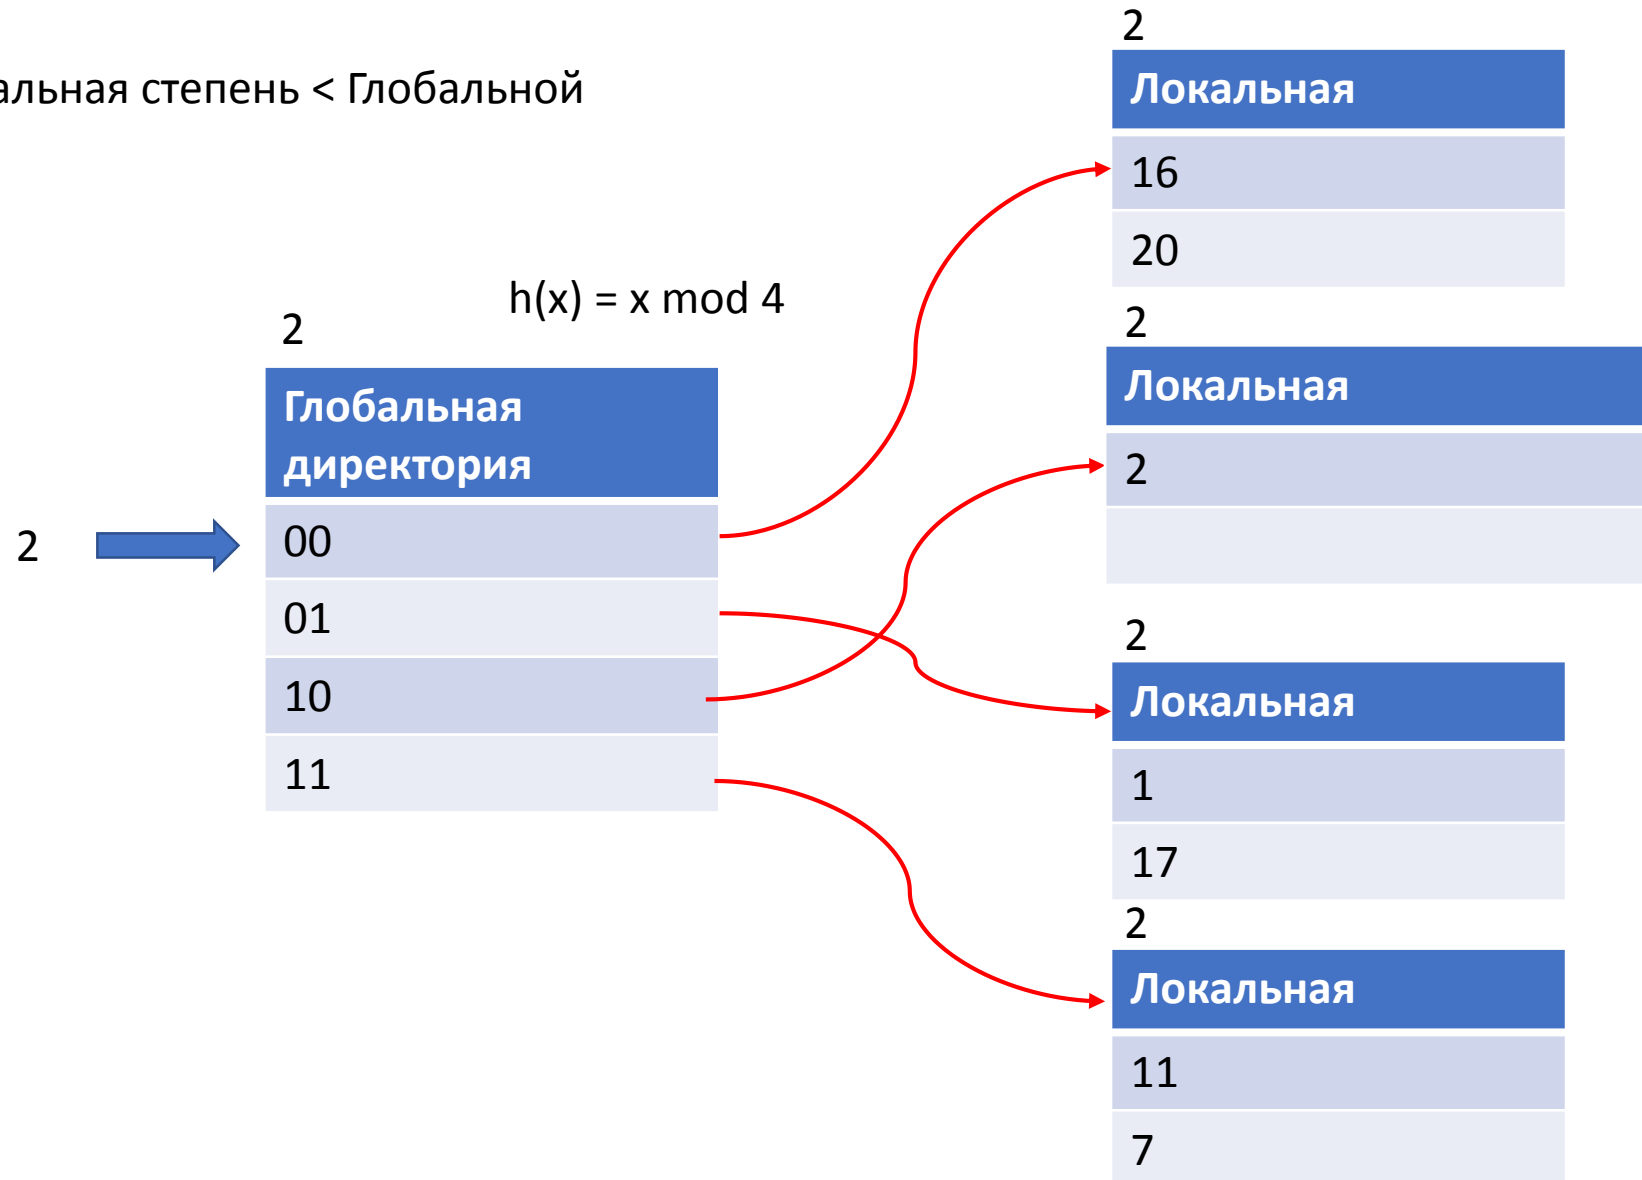 альная степень < Глобальной
h(x) = x mod 4
2
2
Глобальная
директория
00
01
10
11
2
Локальная
16
20
2
Локальная
2
2
Локальная
1
17
2
Локальная
11
7